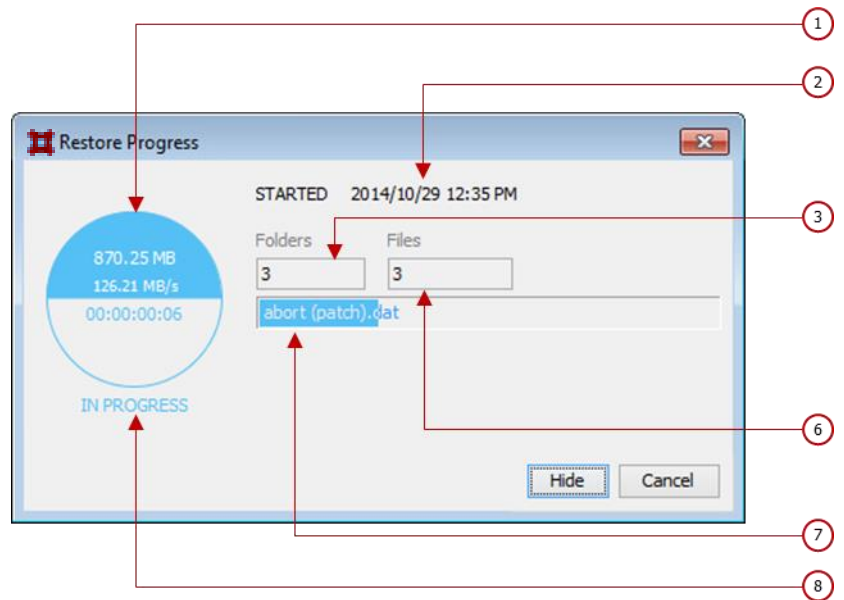 1
2
Restore Progress
STARTED 2014/10/29 12:35 PM
3
Folders Files
870.25 MB
3 3
126.21 MB/s
00:00:00:06
abort (patch).dat
IN PROGRESS
6
Hide Cancel
7
8